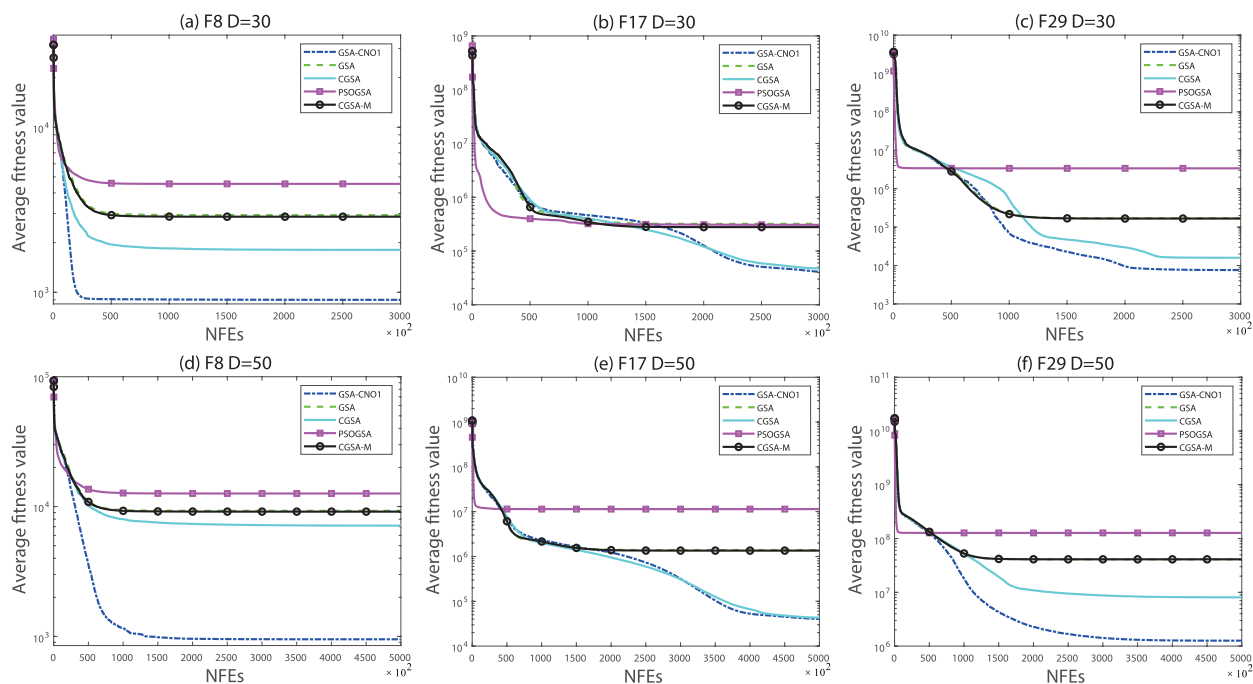 (a) F8 D=30
Average fitness value
10^4
10^3
GSA-CNO1
GSA
CGSA
PSOGSA
CGSA-M
0 500 1000 1500 2000 2500 3000
NFEs
× 10^2
(b) F17 D=30
Average fitness value
10^9
10^8
10^7
10^6
10^5
10^4
GSA-CNO1
GSA
CGSA
PSOGSA
CGSA-M
0 500 1000 1500 2000 2500 3000
NFEs
× 10^2
(c) F29 D=30
Average fitness value
10^10
10^9
10^8
10^7
10^6
10^5
10^4
10^3
GSA-CNO1
GSA
CGSA
PSOGSA
CGSA-M
0 500 1000 1500 2000 2500 3000
NFEs
× 10^2
(d) F8 D=50
Average fitness value
10^5
10^4
10^3
GSA-CNO1
GSA
CGSA
PSOGSA
CGSA-M
0 500 1000 1500 2000 2500 3000 3500 4000 4500 5000
NFEs
× 10^2
(e) F17 D=50
Average fitness value
10^10
10^9
10^8
10^7
10^6
10^5
10^4
GSA-CNO1
GSA
CGSA
PSOGSA
CGSA-M
0 500 1000 1500 2000 2500 3000 3500 4000 4500 5000
NFEs
× 10^2
(f) F29 D=50
Average fitness value
10^11
10^10
10^9
10^8
10^7
10^6
GSA-CNO1
GSA
CGSA
PSOGSA
CGSA-M
0 500 1000 1500 2000 2500 3000 3500 4000 4500 5000
NFEs
× 10^2